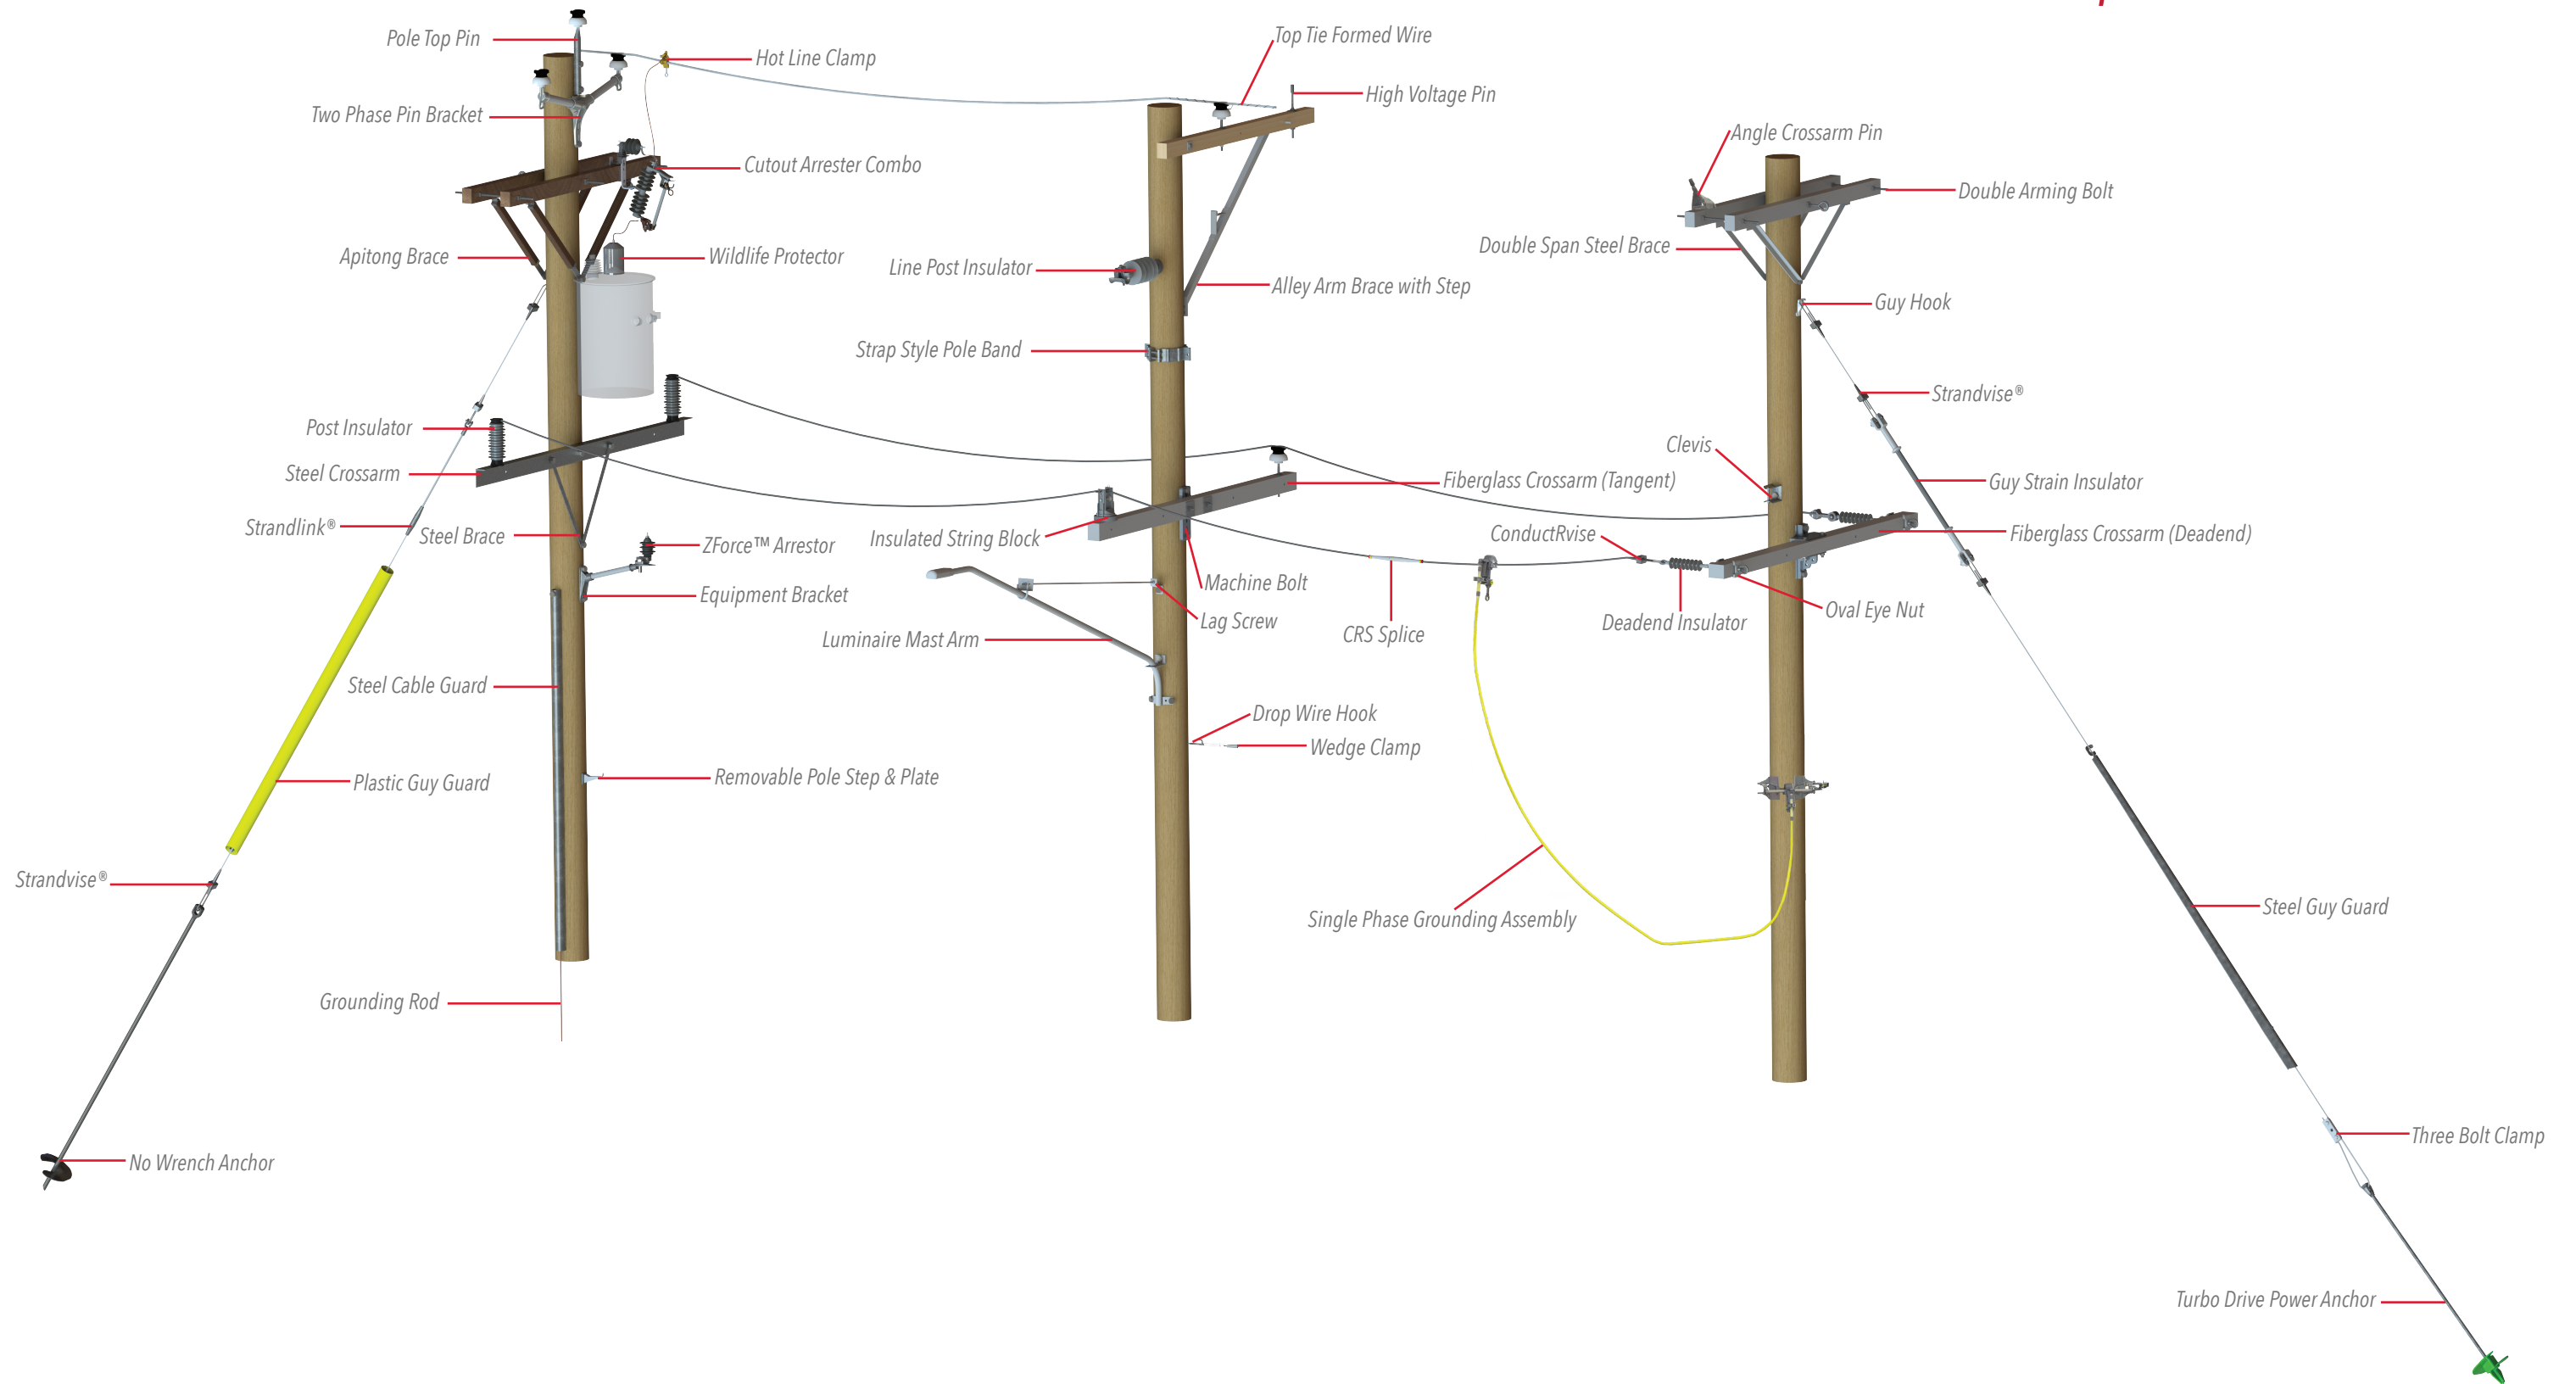 Pole Top Pin
Hot Line Clamp
Two Phase Pin Bracket
Cutout Arrester Combo
Apitong Brace
Wildlife Protector
Post Insulator
Steel Crossarm
Strandlink®
Steel Brace
ZForce™ Arrestor
Equipment Bracket
Steel Cable Guard
Plastic Guy Guard
Removable Pole Step & Plate
Strandvise®
Grounding Rod
No Wrench Anchor
Top Tie Formed Wire
High Voltage Pin
Line Post Insulator
Alley Arm Brace with Step
Strap Style Pole Band
Fiberglass Crossarm (Tangent)
Insulated String Block
Machine Bolt
Lag Screw
Luminaire Mast Arm
Drop Wire Hook
Wedge Clamp
CRS Splice
ConductRvise
Deadend Insulator
Single Phase Grounding Assembly
Angle Crossarm Pin
Double Arming Bolt
Double Span Steel Brace
Guy Hook
Strandvise®
Clevis
Guy Strain Insulator
Fiberglass Crossarm (Deadend)
Oval Eye Nut
Steel Guy Guard
Three Bolt Clamp
Turbo Drive Power Anchor